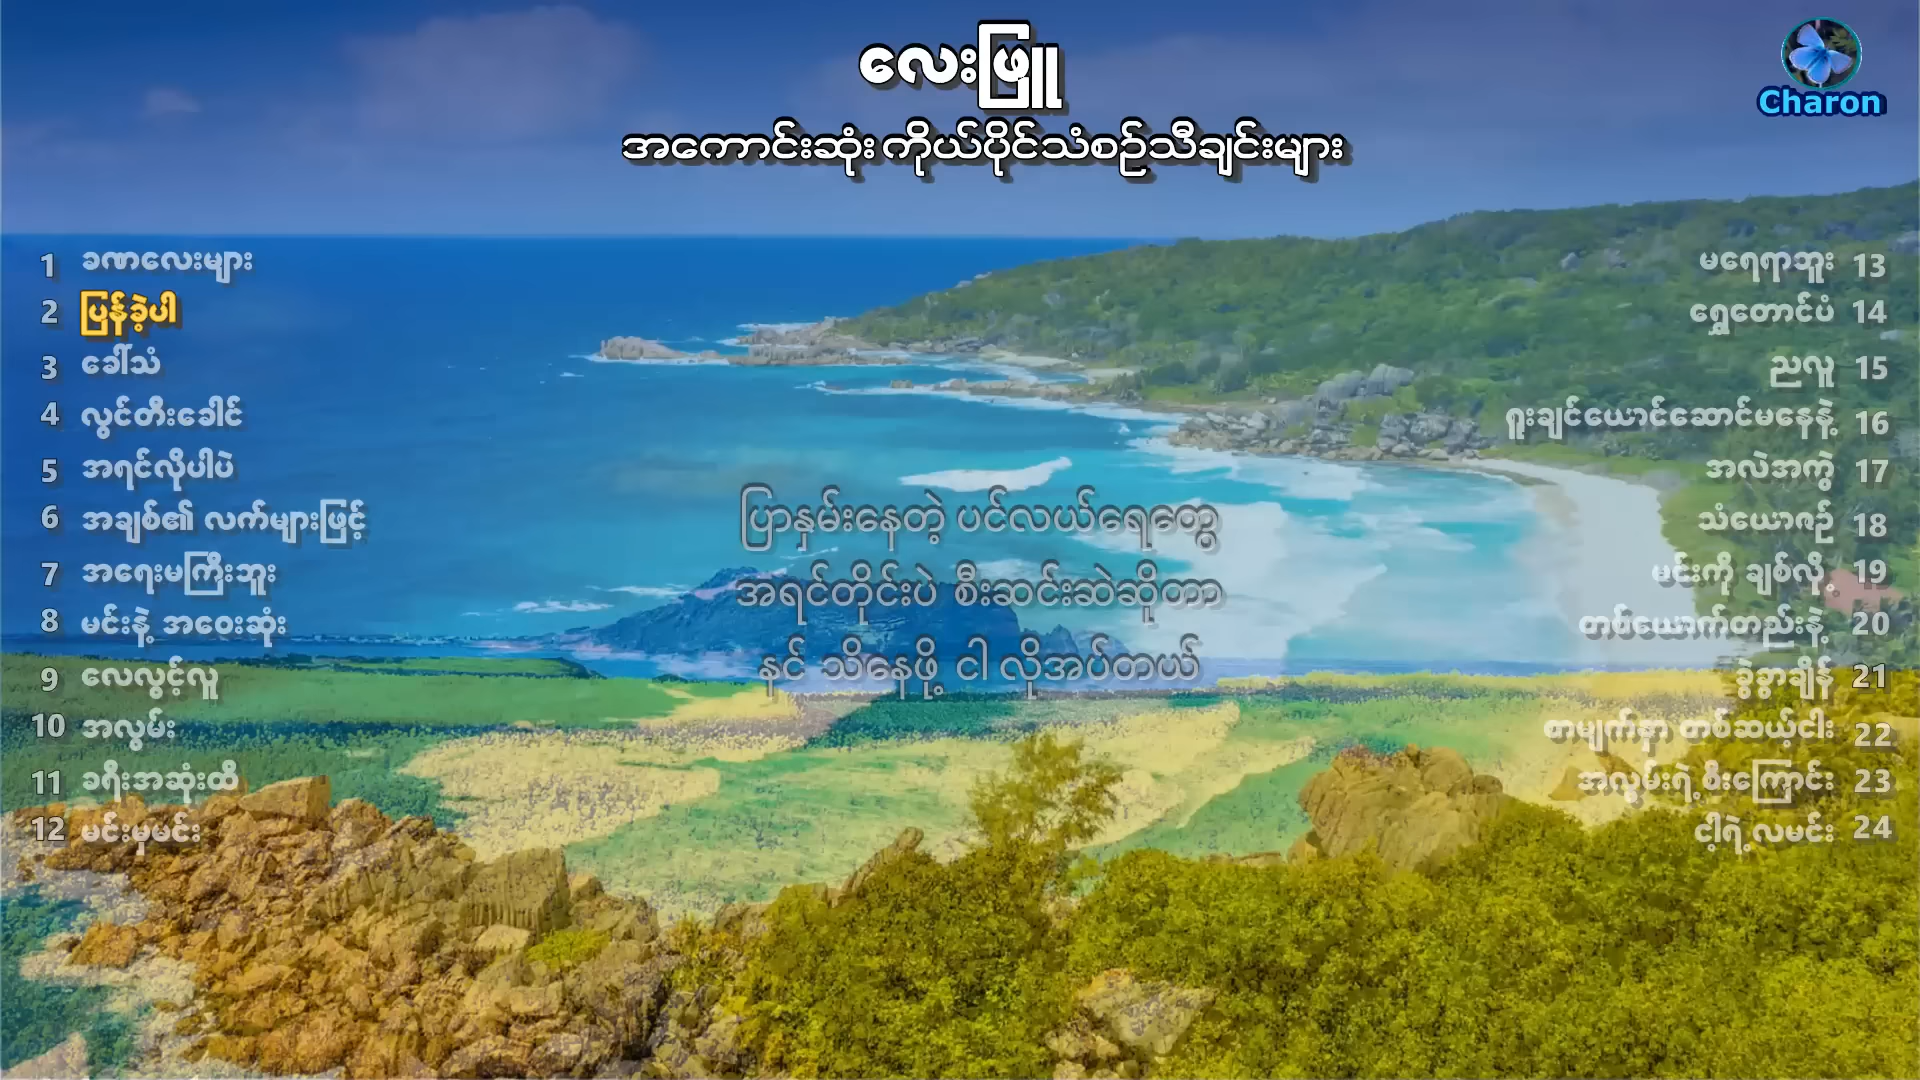 လေးဖြူ
အကောင်းဆုံး ကိုယ်ပိုင်သံစဉ်သီချင်းများ
Charon
1 ခဏလေးများ
2 ပြန်ခဲ့ပါ
3 ခေါ်သံ
4 လွင်တီးခေါင်
5 အရင်လိုပါပဲ
6 အချစ်၏ လက်များဖြင့်
7 အရေးမကြီးဘူး
8 မင်းနဲ့ အဝေးဆုံး
9 လေလွင့်လူ
10 အလွမ်း
11 ခရီးအဆုံးထိ
12 မင်းမှမင်း
ပြာနှမ်းနေတဲ့ ပင်လယ်ရေတွေ
အရင်တိုင်းပဲ စီးဆင်းဆဲဆိုတာ
နင် သိနေဖို့ ငါ လိုအပ်တယ်
မရေရာဘူး 13
ရွှေတောင်ပံ 14
ညလူ 15
ရူးချင်ယောင်ဆောင်မနေနဲ့ 16
အလဲအကွဲ 17
သံယောဇဉ် 18
မင်းကို ချစ်လို့ 19
တစ်ယောက်တည်းနဲ့ 20
ခွဲခွာချိန် 21
စာမျက်နှာ တစ်ဆယ့်ငါး 22
အလွမ်းရဲ့ စီးကြောင်း 23
ငါ့ရဲ့လမင်း 24